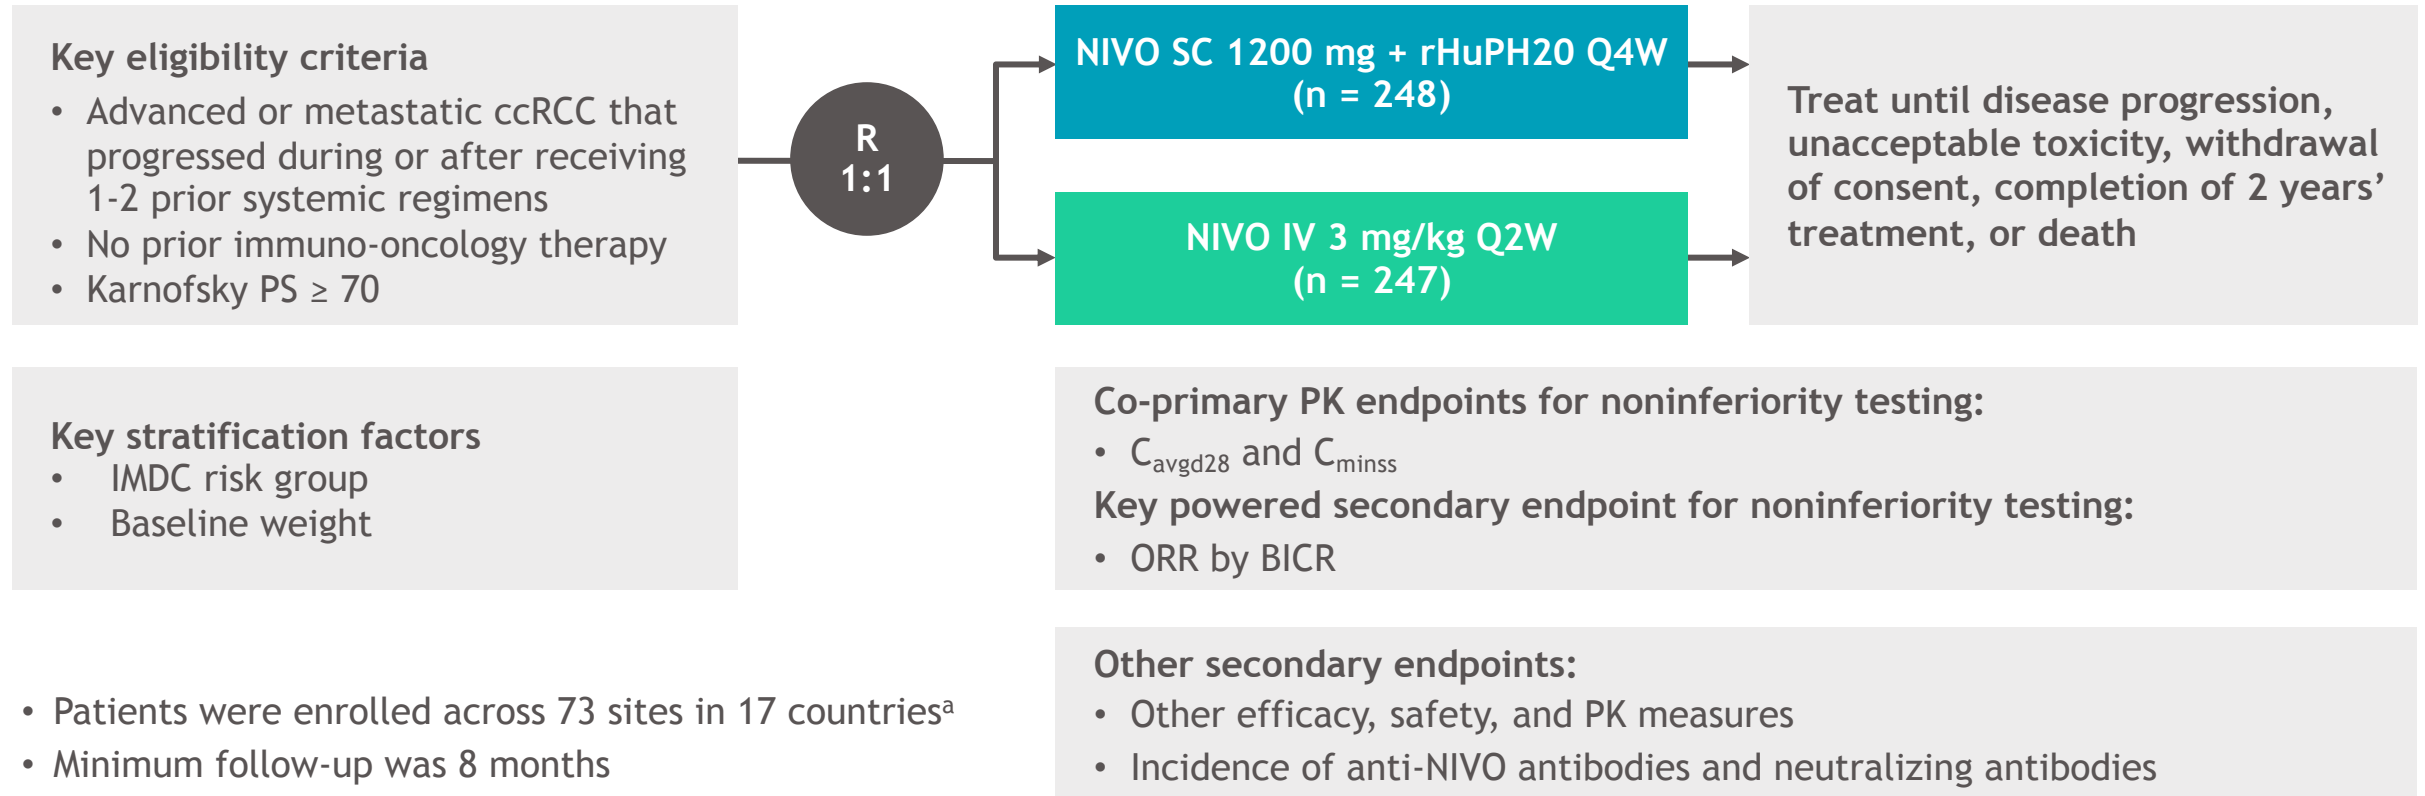 Key eligibility criteria
• Advanced or metastatic ccRCC that
progressed during or after receiving
1-2 prior systemic regimens
• No prior immuno-oncology therapy
• Karnofsky PS ≥ 70
R
1:1
NIVO SC 1200 mg + rHuPH20 Q4W
(n = 248)
NIVO IV 3 mg/kg Q2W
(n = 247)
Treat until disease progression,
unacceptable toxicity, withdrawal
of consent, completion of 2 years’
treatment, or death
Key stratification factors
• IMDC risk group
• Baseline weight
Co-primary PK endpoints for noninferiority testing:
• Cavgd28 and Cminss
Key powered secondary endpoint for noninferiority testing:
• ORR by BICR
Other secondary endpoints:
• Other efficacy, safety, and PK measures
• Incidence of anti-NIVO antibodies and neutralizing antibodies
• Patients were enrolled across 73 sites in 17 countriesa
• Minimum follow-up was 8 months